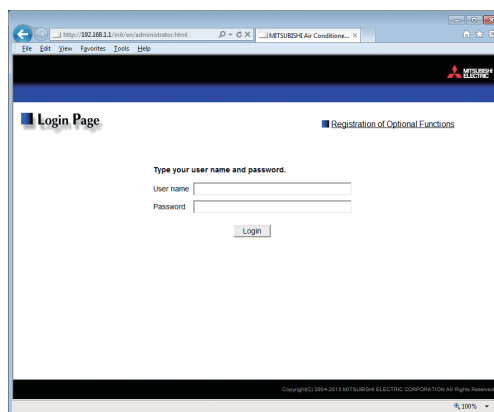 http://192.168.1.1/init/en/administrator.html
MITSUBISHI Air Conditione...
File Edit View Favorites Tools Help
MITSUBISHI
ELECTRIC
Login Page
Registration of Optional Functions
Type your user name and password.
User name
Password
Login
Copyright(C) 2004-2013 MITSUBISHI ELECTRIC CORPORATION All Rights Reserved
100%